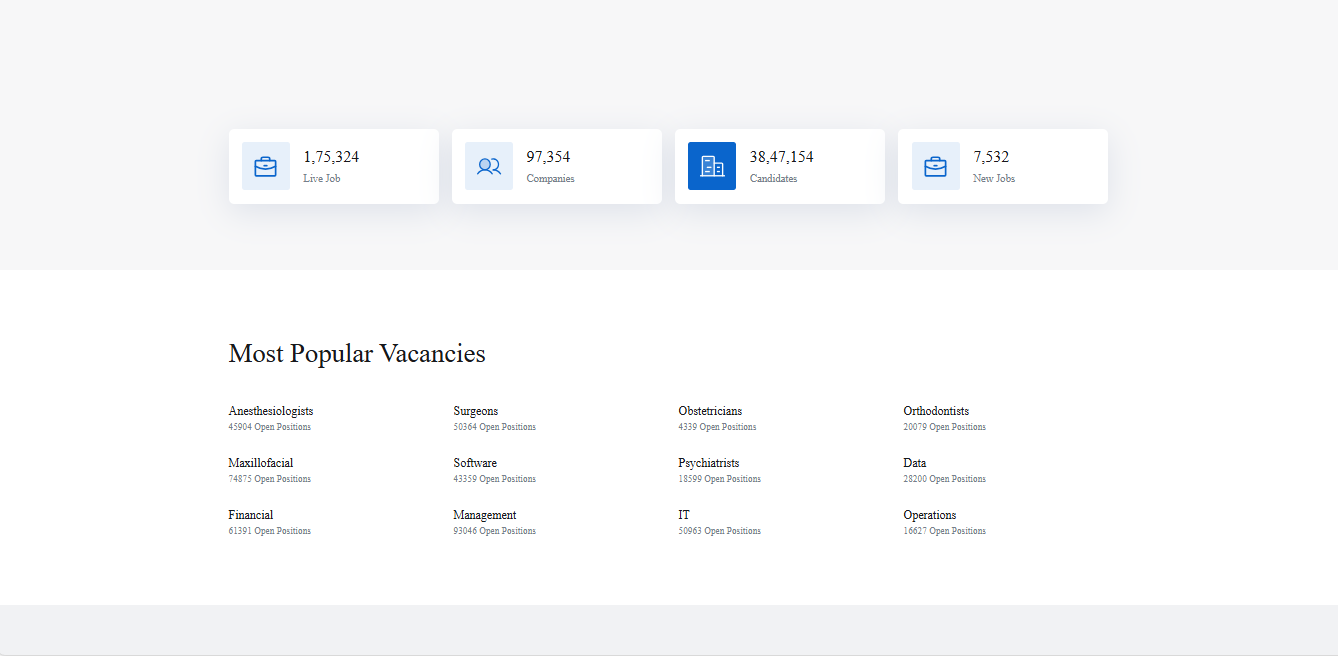 1,75,324
Live Job
97,354
Companies
38,47,154
Candidates
7,532
New Jobs
Most Popular Vacancies
Anesthesiologists
45904 Open Positions
Surgeons
50364 Open Positions
Obstetricians
4339 Open Positions
Orthodontists
20079 Open Positions
Maxillofacial
74875 Open Positions
Software
43359 Open Positions
Psychiatrists
18599 Open Positions
Data
28200 Open Positions
Financial
61391 Open Positions
Management
93046 Open Positions
IT
50963 Open Positions
Operations
16627 Open Positions